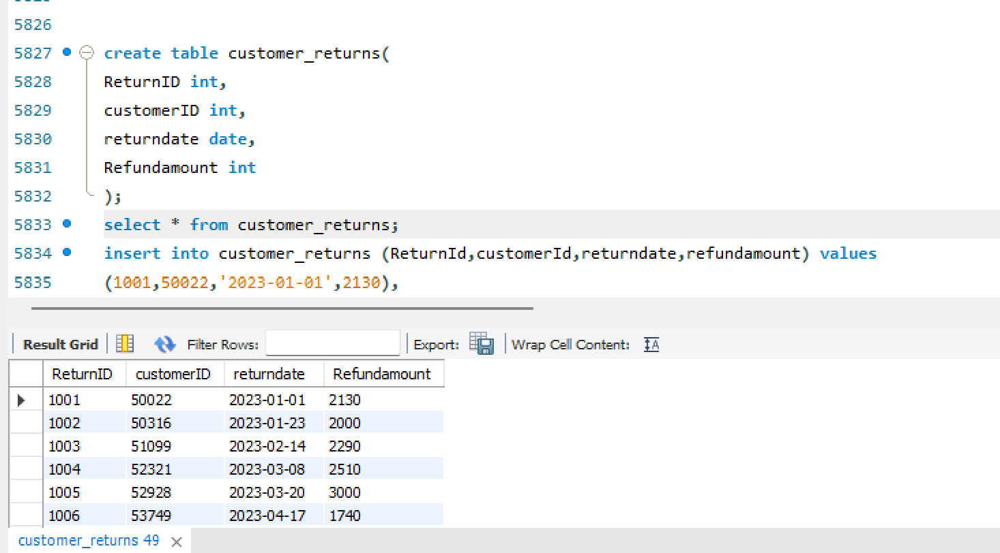 5826
5827 create table customer_returns(
5828 ReturnID int,
5829 customerID int,
5830 returndate date,
5831 Refundamount int
5832 );
5833 select * from customer_returns;
5834 insert into customer_returns (ReturnId,customerId,returndate,refundamount) values
5835 (1001,50022,'2023-01-01',2130),
Result Grid Filter Rows: Export: Wrap Cell Content:
ReturnID customerID returndate Refundamount
1001 50022 2023-01-01 2130
1002 50316 2023-01-23 2000
1003 51099 2023-02-14 2290
1004 52321 2023-03-08 2510
1005 52928 2023-03-20 3000
1006 53749 2023-04-17 1740
customer_returns 49